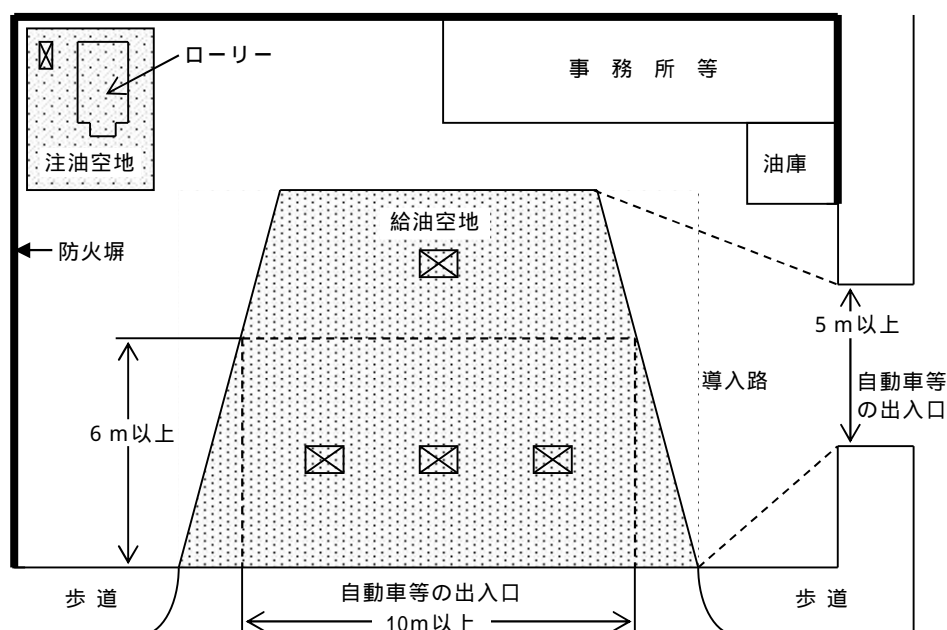 ローリー
事 務 所 等
注油空地
油庫
給油空地
防火塀
5 m以上
導入路
自動車等
の出入口
6 m以上
自動車等の出入口
10m以上
歩 道
歩 道